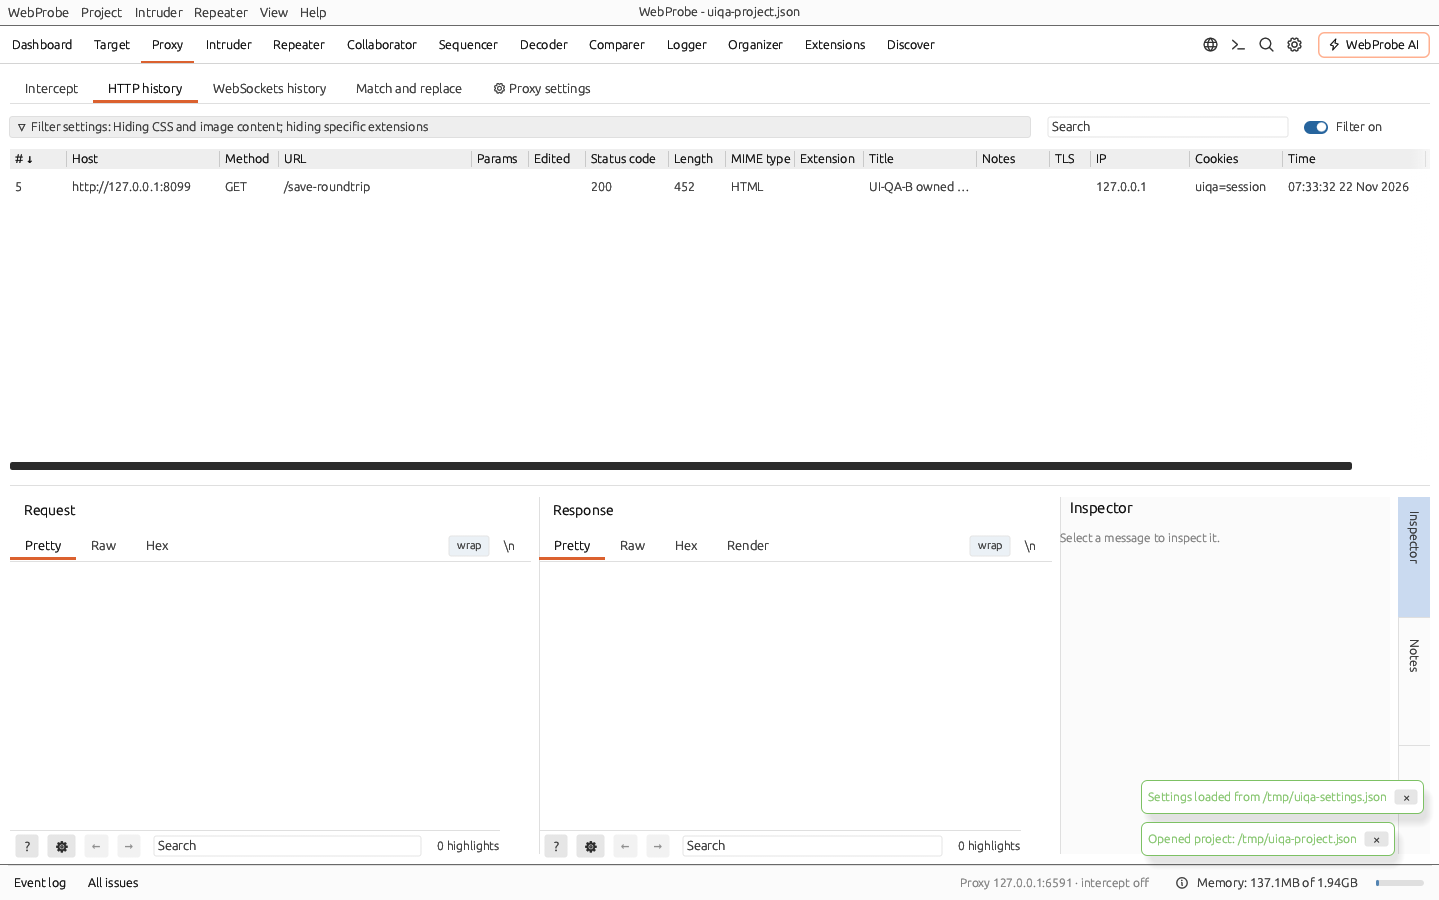 WebProbe Project Intruder Repeater View Help
WebProbe - uiqa-project.json
Dashboard Target Proxy Intruder Repeater Collaborator Sequencer Decoder Comparer Logger Organizer Extensions Discover WebProbe AI
Intercept HTTP history WebSockets history Match and replace Proxy settings
Filter settings: Hiding CSS and image content; hiding specific extensions Search Filter on
# ↓ Host Method URL Params Edited Status code Length MIME type Extension Title Notes TLS IP Cookies Time
5 http://127.0.0.1:8099 GET /save-roundtrip 200 452 HTML UI-QA-B owned ... 127.0.0.1 uiqa=session 07:33:32 22 Nov 2026
Request
Pretty Raw Hex wrap \n
Response
Pretty Raw Hex Render wrap \n
Inspector
Select a message to inspect it.
Inspector
Notes
Settings loaded from /tmp/uiqa-settings.json ×
Opened project: /tmp/uiqa-project.json ×
? ← → Search 0 highlights
? ← → Search 0 highlights
Event log All issues Proxy 127.0.0.1:6591 · intercept off Memory: 137.1MB of 1.94GB